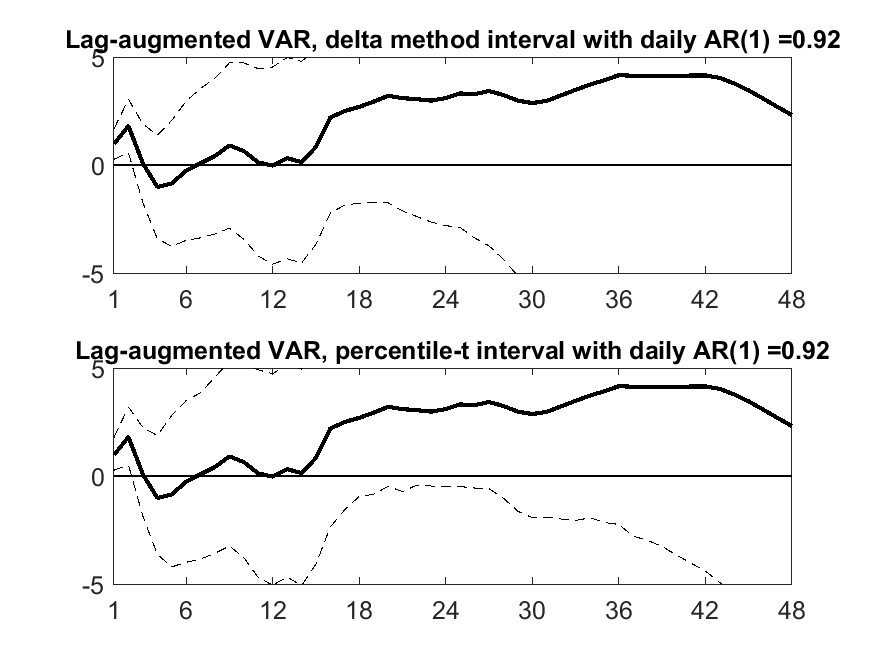 Lag-augmented VAR, delta method interval with daily AR(1) =0.92
5
0
-5
1 6 12 18 24 30 36 42 48
Lag-augmented VAR, percentile-t interval with daily AR(1) =0.92
5
0
-5
1 6 12 18 24 30 36 42 48